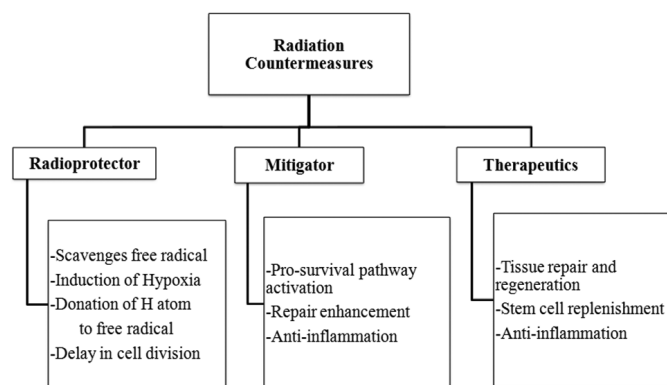 Radiation
Countermeasures
Radioprotector
Mitigator
Therapeutics
-Scavenges free radical
-Induction of Hypoxia
-Donation of H atom
to free radical
-Delay in cell division
-Pro-survival pathway
activation
-Repair enhancement
-Anti-inflammation
-Tissue repair and
regeneration
-Stem cell replenishment
-Anti-inflammation